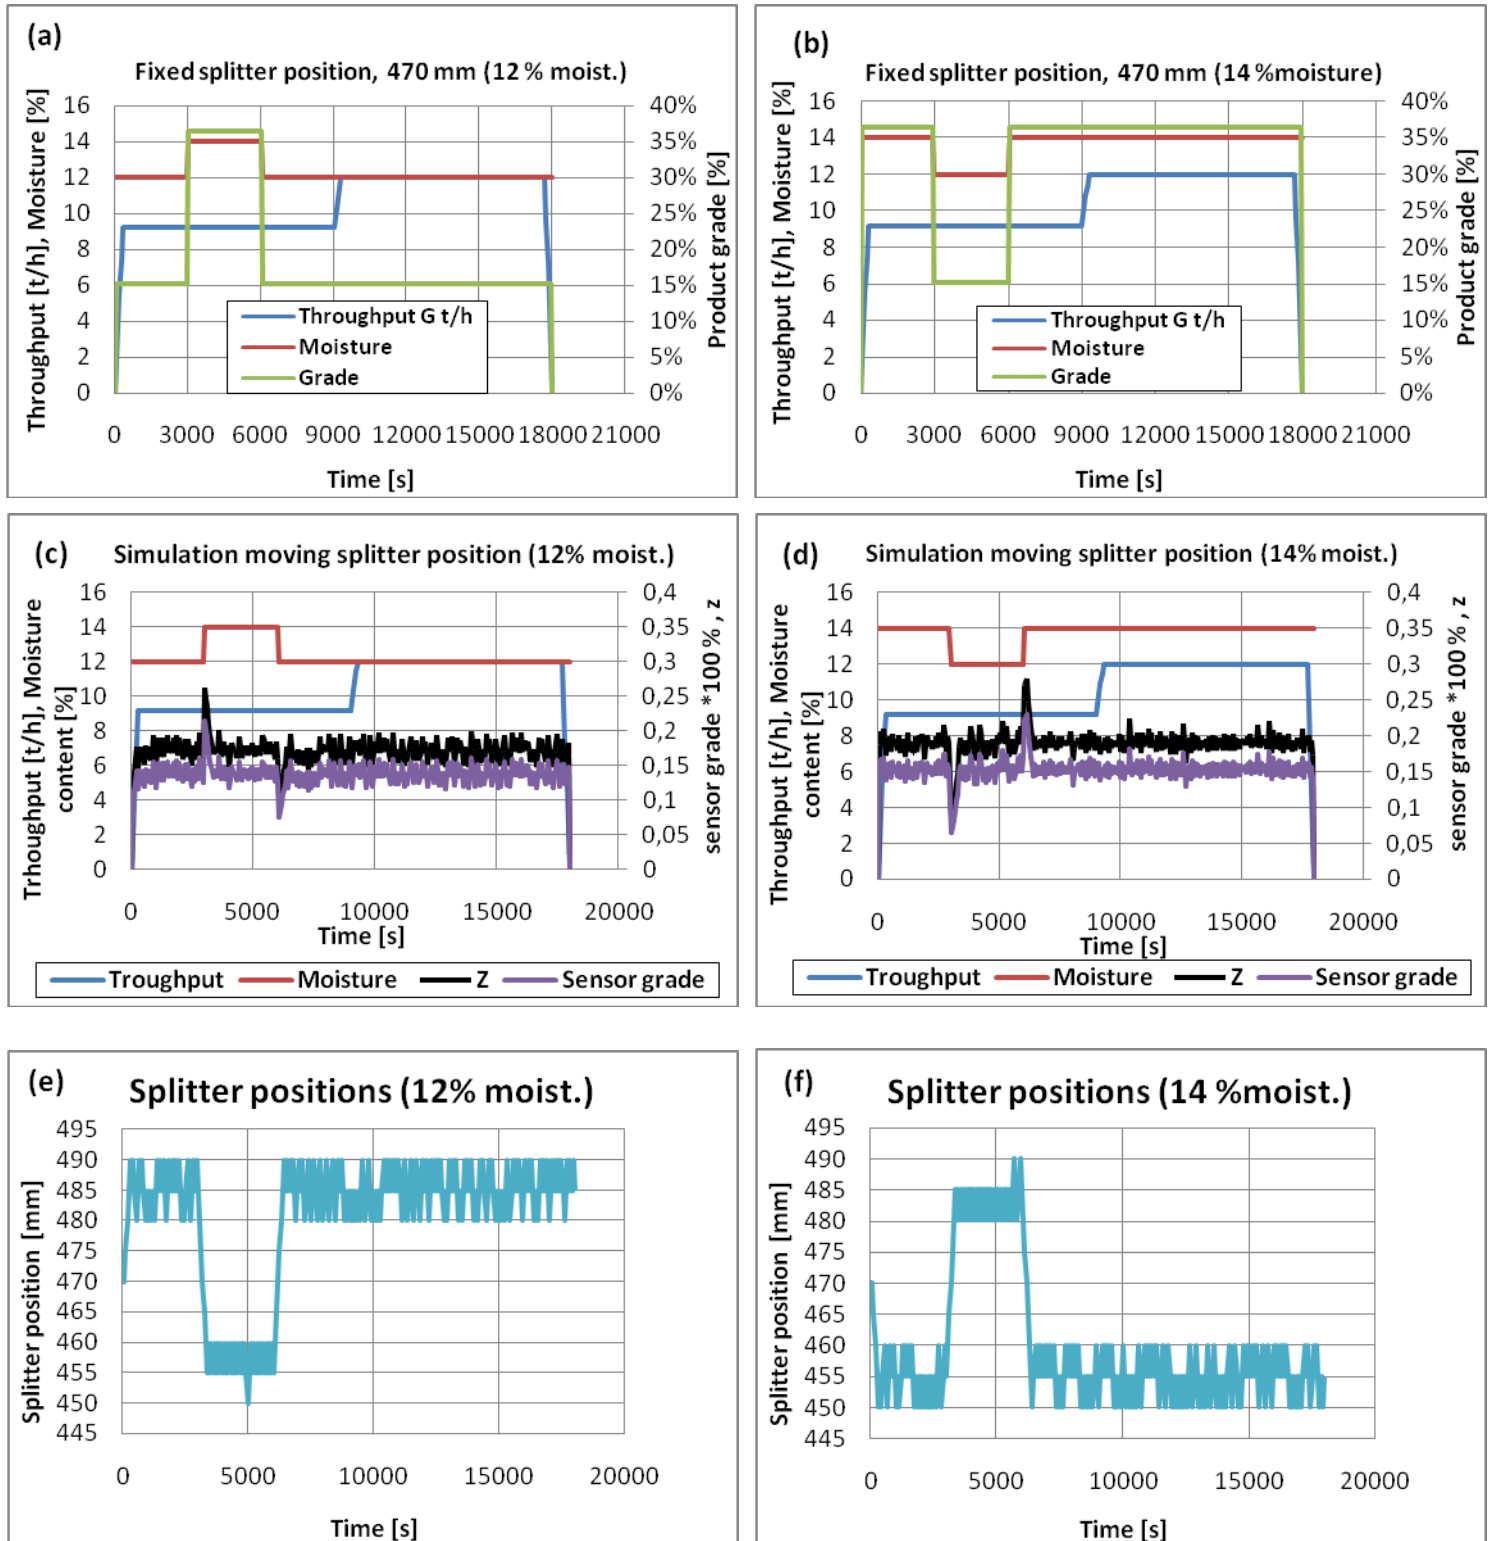 (a)
Fixed splitter position, 470 mm (12 % moist.)
Throughput [t/h], Moisture [%]
16
14
12
10
8
6
4
2
0
40%
35%
30%
25%
20%
15%
10%
5%
0%
Product grade [%]
Throughput G t/h
Moisture
Grade
0 3000 6000 9000 12000 15000 18000 21000
Time [s]
(b)
Fixed splitter position, 470 mm (14 %moisture)
Throughput [t/h], Moisture [%]
16
14
12
10
8
6
4
2
0
40%
35%
30%
25%
20%
15%
10%
5%
0%
Product grade [%]
Throughput G t/h
Moisture
Grade
0 3000 6000 9000 12000 15000 18000 21000
Time [s]
(c)
Simulation moving splitter position (12% moist.)
Trhoughput [t/h], Moisture
content [%]
16
14
12
10
8
6
4
2
0
0,4
0,35
0,3
0,25
0,2
0,15
0,1
0,05
0
sensor grade *100 % , z
0 5000 10000 15000 20000
Time [s]
Troughput Moisture Z Sensor grade
(d)
Simulation moving splitter position (14% moist.)
Throughput [t/h], Moisture
content [%]
16
14
12
10
8
6
4
2
0
0,4
0,35
0,3
0,25
0,2
0,15
0,1
0,05
0
sensor grade *100 % , z
0 5000 10000 15000 20000
Time [s]
Troughput Moisture Z Sensor grade
(e)
Splitter positions (12% moist.)
Splitter position [mm]
495
490
485
480
475
470
465
460
455
450
445
0 5000 10000 15000 20000
Time [s]
(f)
Splitter positions (14 %moist.)
Splitter position [mm]
495
490
485
480
475
470
465
460
455
450
445
0 5000 10000 15000 20000
Time [s]